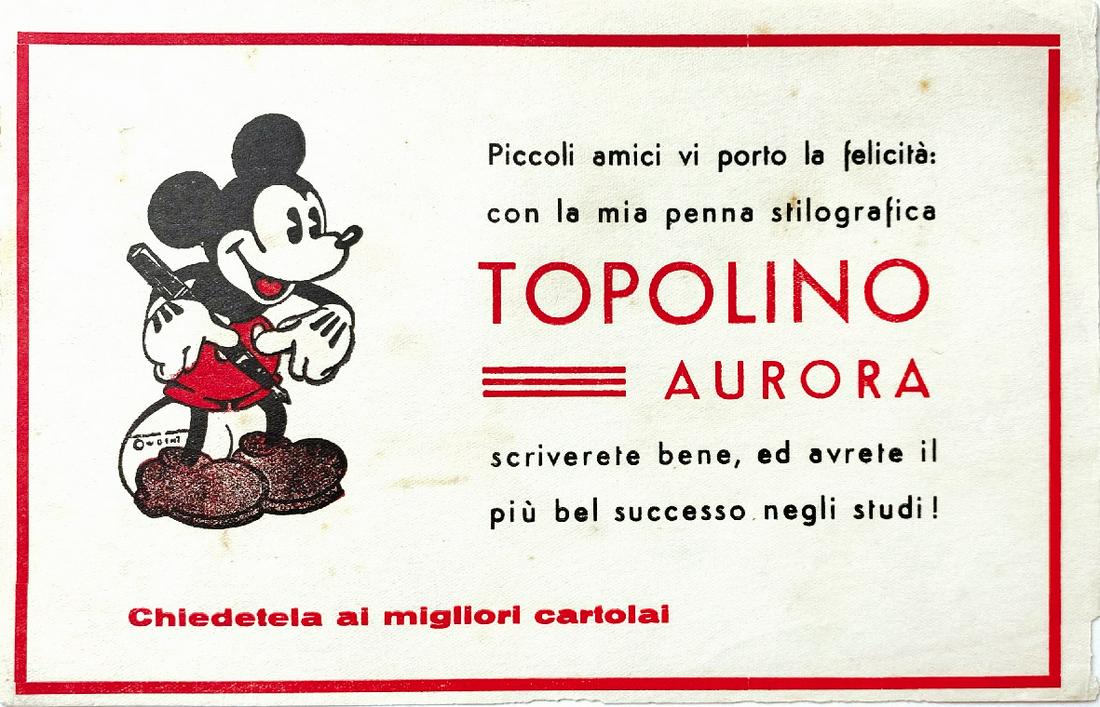 Piccoli amici vi porto la felicità:
con la mia penna stilografica
TOPOLINO
AURORA
scriverete bene, ed avrete il
più bel successo negli studi!
Chiedetela ai migliori cartolai